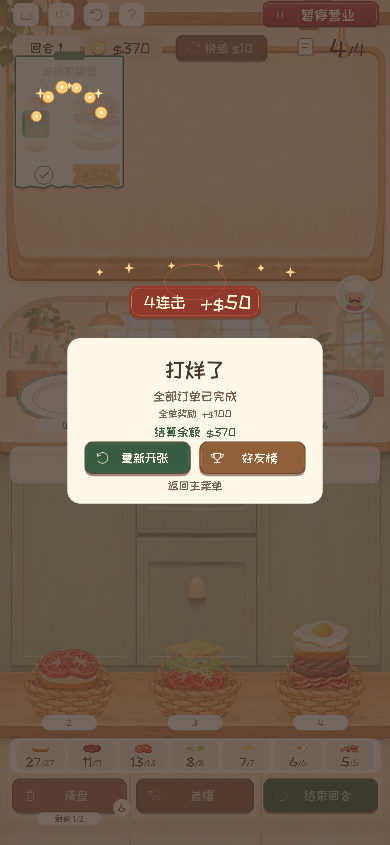 ?
暂停营业
回合 1
$370
换单 $10
4/4
$50
4连击 +$50
打烊了
全部订单已完成
全单奖励 +$100
结算余额 $370
重新开张
好友榜
返回主菜单
2
3
4
27/27
11/11
13/13
8/8
7/7
6/6
5/5
清盘
6
盖帽
结束回合
剩余 1/2